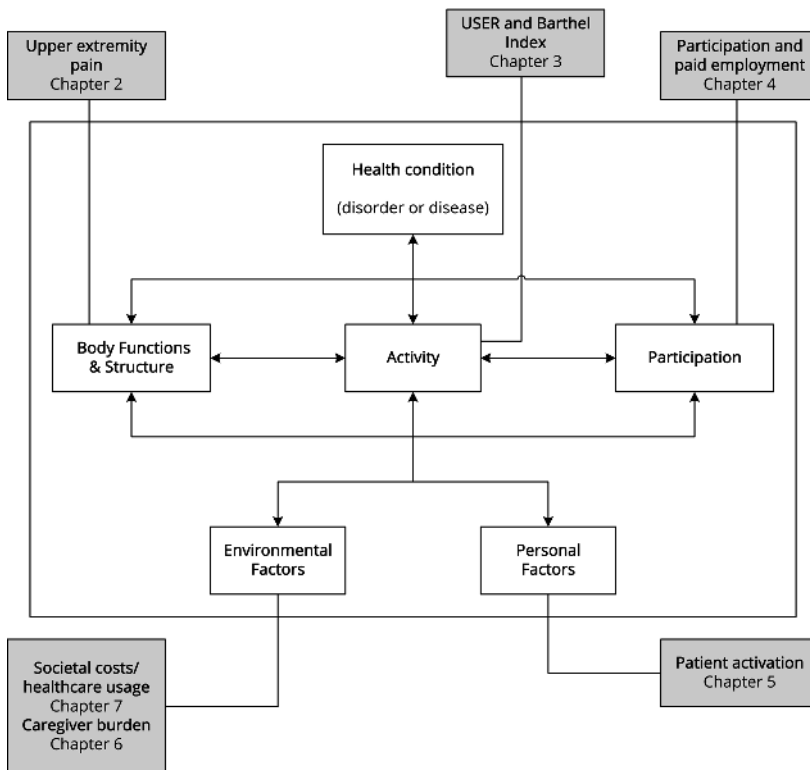 Upper extremity
pain
Chapter 2
USER and Barthel
Index
Chapter 3
Participation and
paid employment
Chapter 4
Health condition
(disorder or disease)
Body Functions
& Structure
Activity
Participation
Environmental
Factors
Personal
Factors
Societal costs/
healthcare usage
Chapter 7
Caregiver burden
Chapter 6
Patient activation
Chapter 5